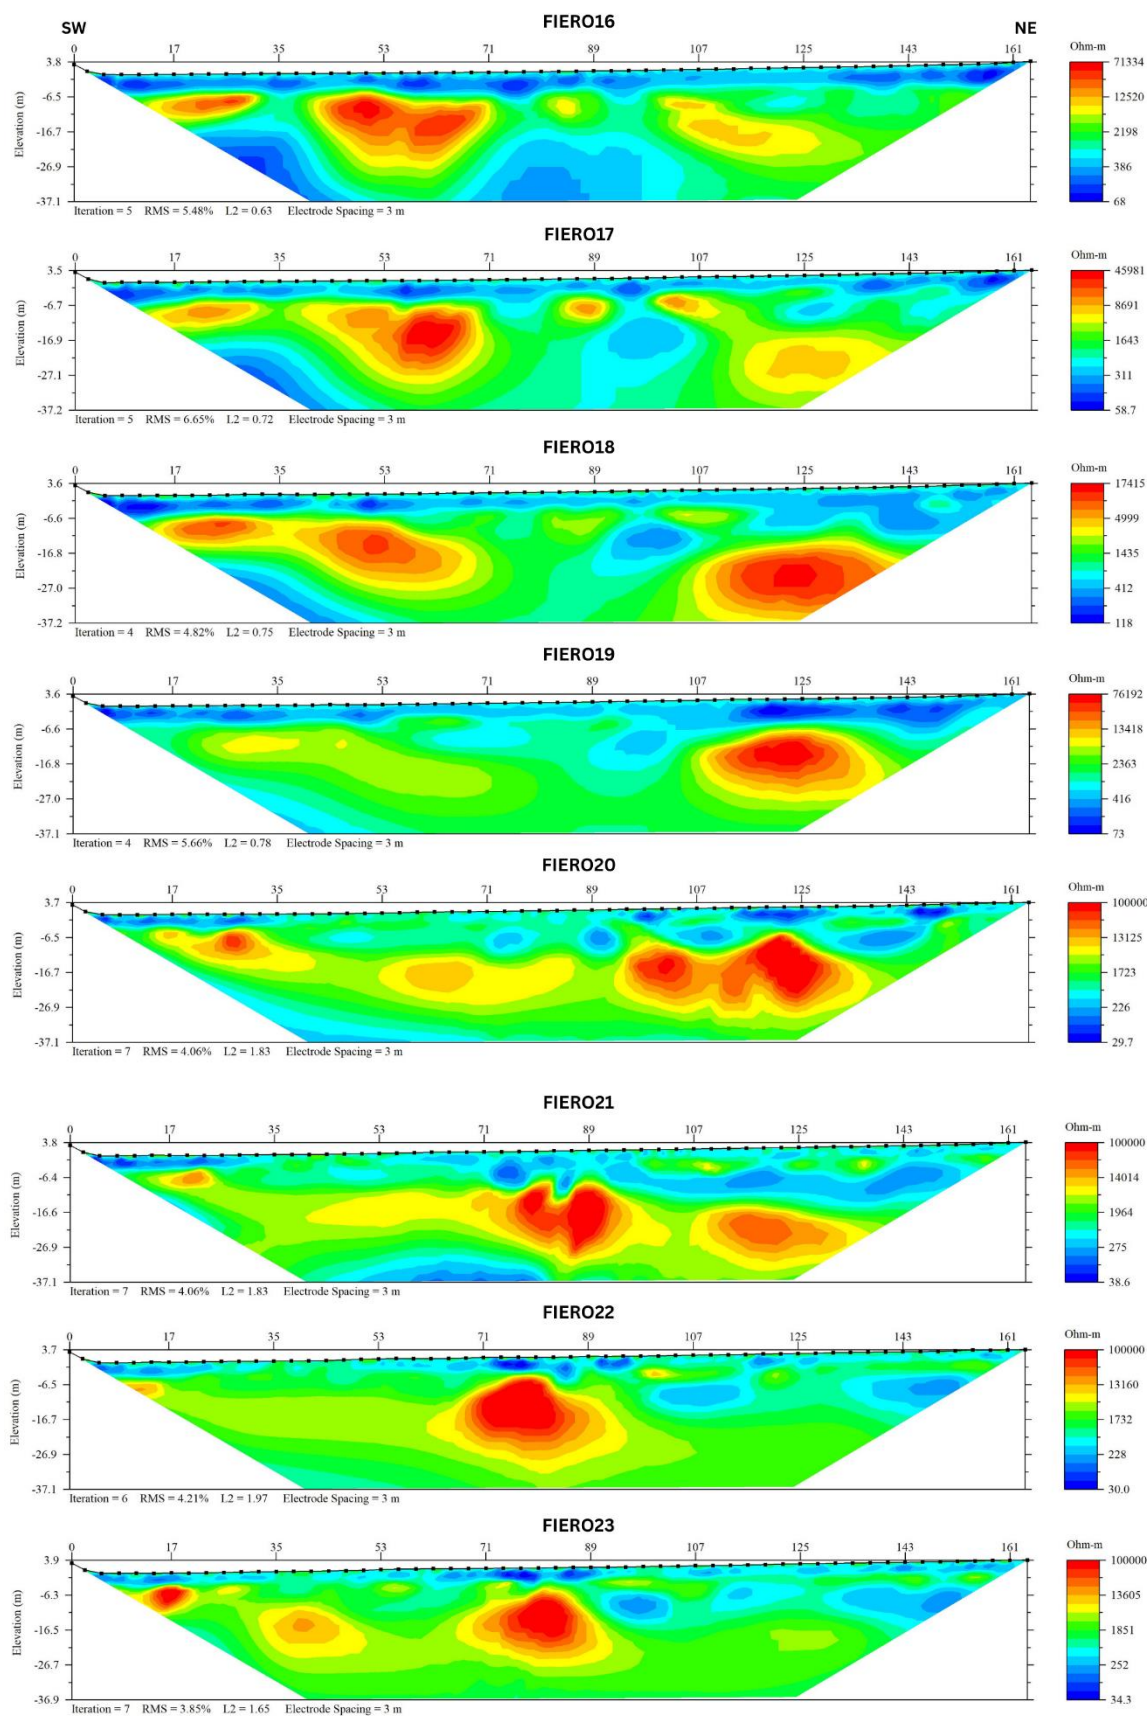 FIERO16
SW NE
0 17 35 53 71 89 107 125 143 161
Ohm-m
Elevation (m)
3.8
-6.5
-16.7
-26.9
-37.1
71334
12520
2198
386
68
Iteration = 5 RMS = 5.48% L2 = 0.63 Electrode Spacing = 3 m
FIERO17
0 17 35 53 71 89 107 125 143 161
Ohm-m
Elevation (m)
3.5
-6.7
-16.9
-27.1
-37.2
45981
8691
1643
311
58.7
Iteration = 5 RMS = 6.65% L2 = 0.72 Electrode Spacing = 3 m
FIERO18
0 17 35 53 71 89 107 125 143 161
Ohm-m
Elevation (m)
3.6
-6.6
-16.8
-27.0
-37.2
17415
4999
1435
412
118
Iteration = 4 RMS = 4.82% L2 = 0.75 Electrode Spacing = 3 m
FIERO19
0 17 35 53 71 89 107 125 143 161
Ohm-m
Elevation (m)
3.6
-6.6
-16.8
-27.0
-37.1
76192
13418
2363
416
73
Iteration = 4 RMS = 5.66% L2 = 0.78 Electrode Spacing = 3 m
FIERO20
0 17 35 53 71 89 107 125 143 161
Ohm-m
Elevation (m)
3.7
-6.5
-16.7
-26.9
-37.1
100000
13125
1723
226
29.7
Iteration = 7 RMS = 4.06% L2 = 1.83 Electrode Spacing = 3 m
FIERO21
0 17 35 53 71 89 107 125 143 161
Ohm-m
Elevation (m)
3.8
-6.4
-16.6
-26.9
-37.1
100000
14014
1964
275
38.6
Iteration = 7 RMS = 4.06% L2 = 1.83 Electrode Spacing = 3 m
FIERO22
0 17 35 53 71 89 107 125 143 161
Ohm-m
Elevation (m)
3.7
-6.5
-16.7
-26.9
-37.1
100000
13160
1732
228
30.0
Iteration = 6 RMS = 4.21% L2 = 1.97 Electrode Spacing = 3 m
FIERO23
0 17 35 53 71 89 107 125 143 161
Ohm-m
Elevation (m)
3.9
-6.3
-16.5
-26.7
-36.9
100000
13605
1851
252
34.3
Iteration = 7 RMS = 3.85% L2 = 1.65 Electrode Spacing = 3 m